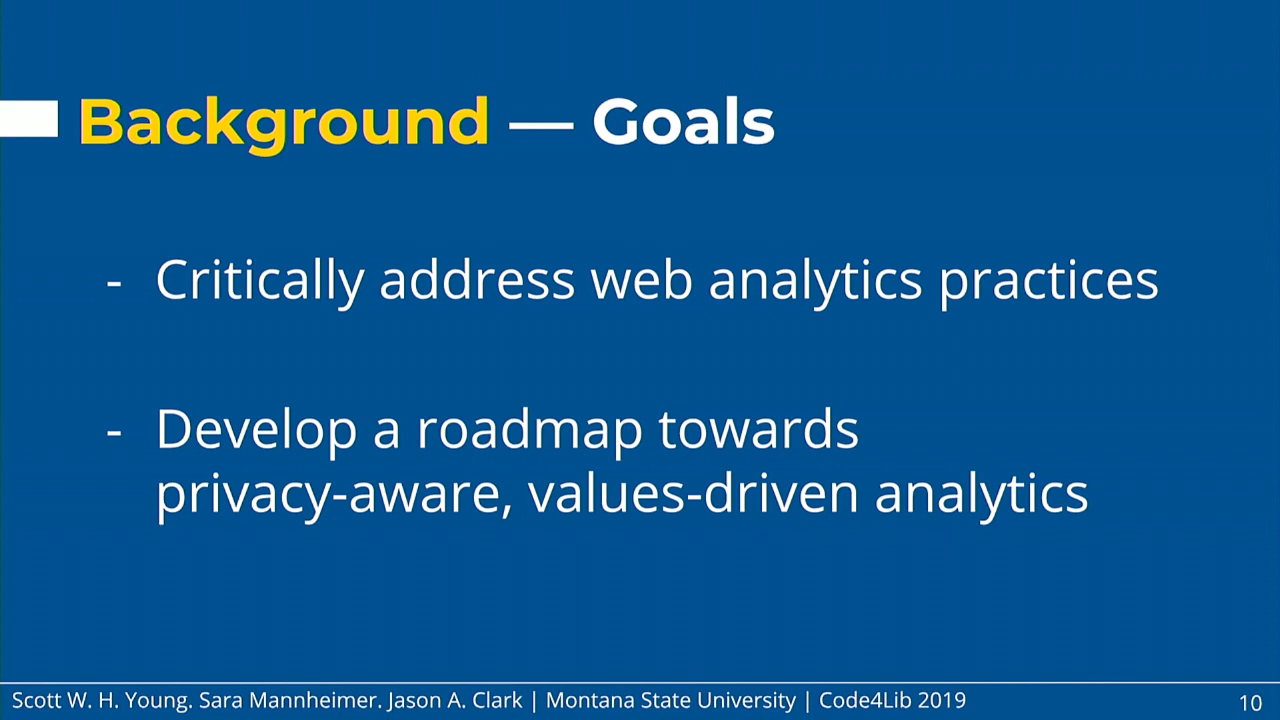 Background — Goals
- Critically address web analytics practices
- Develop a roadmap towards
privacy-aware, values-driven analytics
Scott W. H. Young. Sara Mannheimer. Jason A. Clark | Montana State University | Code4Lib 2019
10